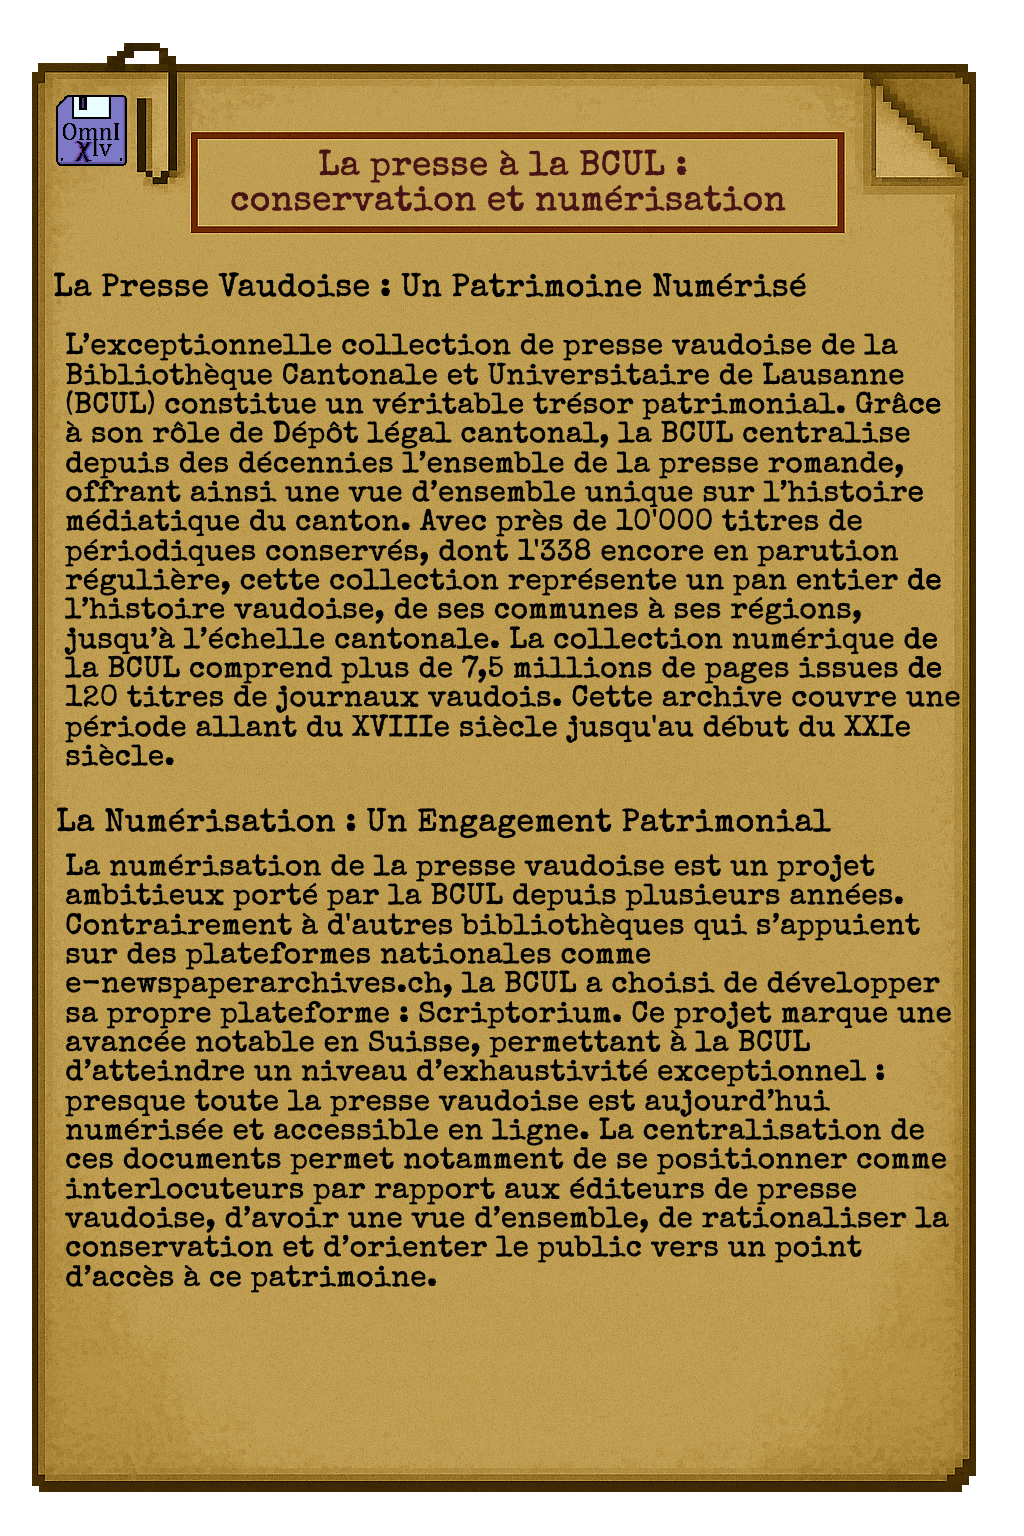 OmnI
χlv
La presse à la BCUL :
conservation et numérisation
La Presse Vaudoise : Un Patrimoine Numérisé
L’exceptionnelle collection de presse vaudoise de la
Bibliothèque Cantonale et Universitaire de Lausanne
(BCUL) constitue un véritable trésor patrimonial. Grâce
à son rôle de Dépôt légal cantonal, la BCUL centralise
depuis des décennies l’ensemble de la presse romande,
offrant ainsi une vue d’ensemble unique sur l’histoire
médiatique du canton. Avec près de 10'000 titres de
périodiques conservés, dont 1'338 encore en parution
régulière, cette collection représente un pan entier de
l’histoire vaudoise, de ses communes à ses régions,
jusqu’à l’échelle cantonale. La collection numérique de
la BCUL comprend plus de 7,5 millions de pages issues de
120 titres de journaux vaudois. Cette archive couvre une
période allant du XVIIIe siècle jusqu'au début du XXIe
siècle.
La Numérisation : Un Engagement Patrimonial
La numérisation de la presse vaudoise est un projet
ambitieux porté par la BCUL depuis plusieurs années.
Contrairement à d'autres bibliothèques qui s’appuient
sur des plateformes nationales comme
e-newspaperarchives.ch, la BCUL a choisi de développer
sa propre plateforme : Scriptorium. Ce projet marque une
avancée notable en Suisse, permettant à la BCUL
d’atteindre un niveau d’exhaustivité exceptionnel :
presque toute la presse vaudoise est aujourd’hui
numérisée et accessible en ligne. La centralisation de
ces documents permet notamment de se positionner comme
interlocuteurs par rapport aux éditeurs de presse
vaudoise, d’avoir une vue d’ensemble, de rationaliser la
conservation et d’orienter le public vers un point
d’accès à ce patrimoine.